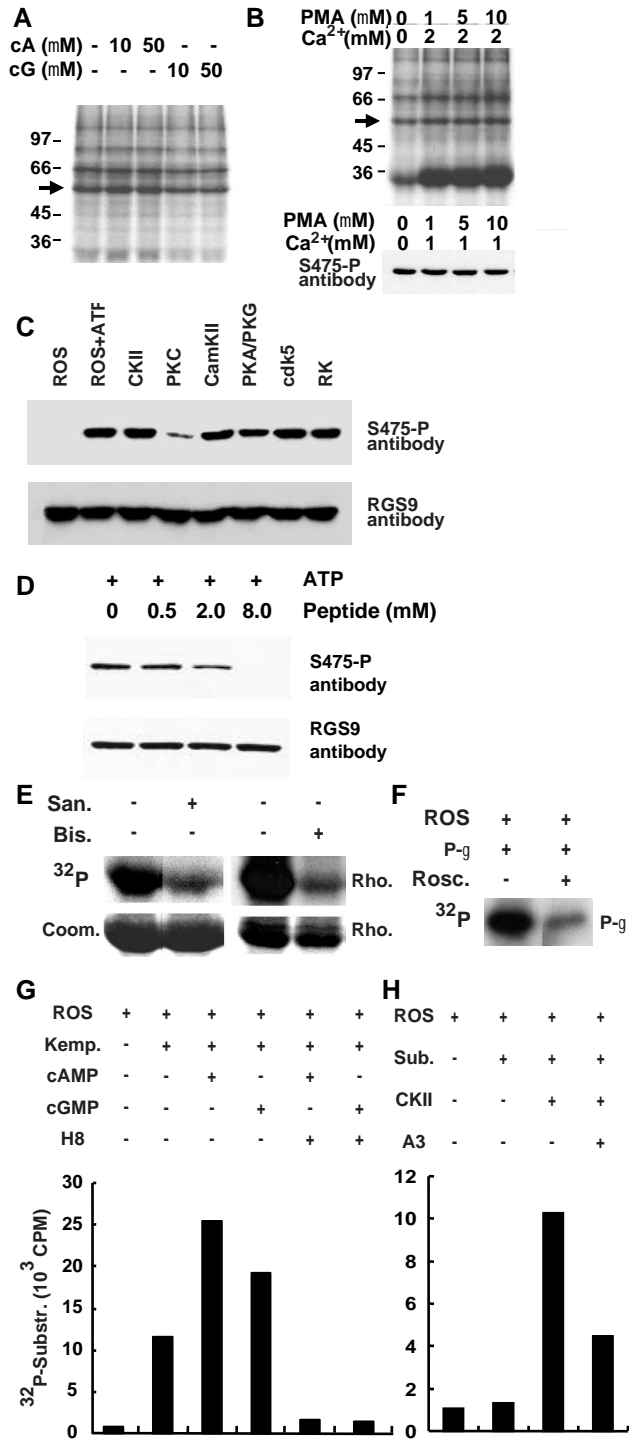 A
cA (mM) - 10 50 - -
cG (mM) - - - 10 50
97
66
45
36
B
PMA (mM) 0 1 5 10
Ca2+(mM) 0 2 2 2
97
66
45
36
PMA (mM) 0 1 5 10
Ca2+(mM) 0 1 1 1
S475-P
antibody
C
ROS
ROS+ATP
CKII
PKC
CamKII
PKA/PKG
cdk5
RK
S475-P
antibody
RGS9
antibody
D
+ + + + ATP
0 0.5 2.0 8.0 Peptide (mM)
S475-P
antibody
RGS9
antibody
E
San. - + - -
Bis. - - - +
32P Rho.
Coom. Rho.
F
ROS + +
P-g + +
Rosc. - +
32P P-g
G
ROS + + + + + +
Kemp. - + + + + +
cAMP - - + - + -
cGMP - - - + - +
H8 - - - - + +
32P-Substr. (103 CPM)
30
25
20
15
10
5
0
H
ROS + + + +
Sub. - + + +
CKII - - + +
A3 - - - +
12
10
8
6
4
2
0